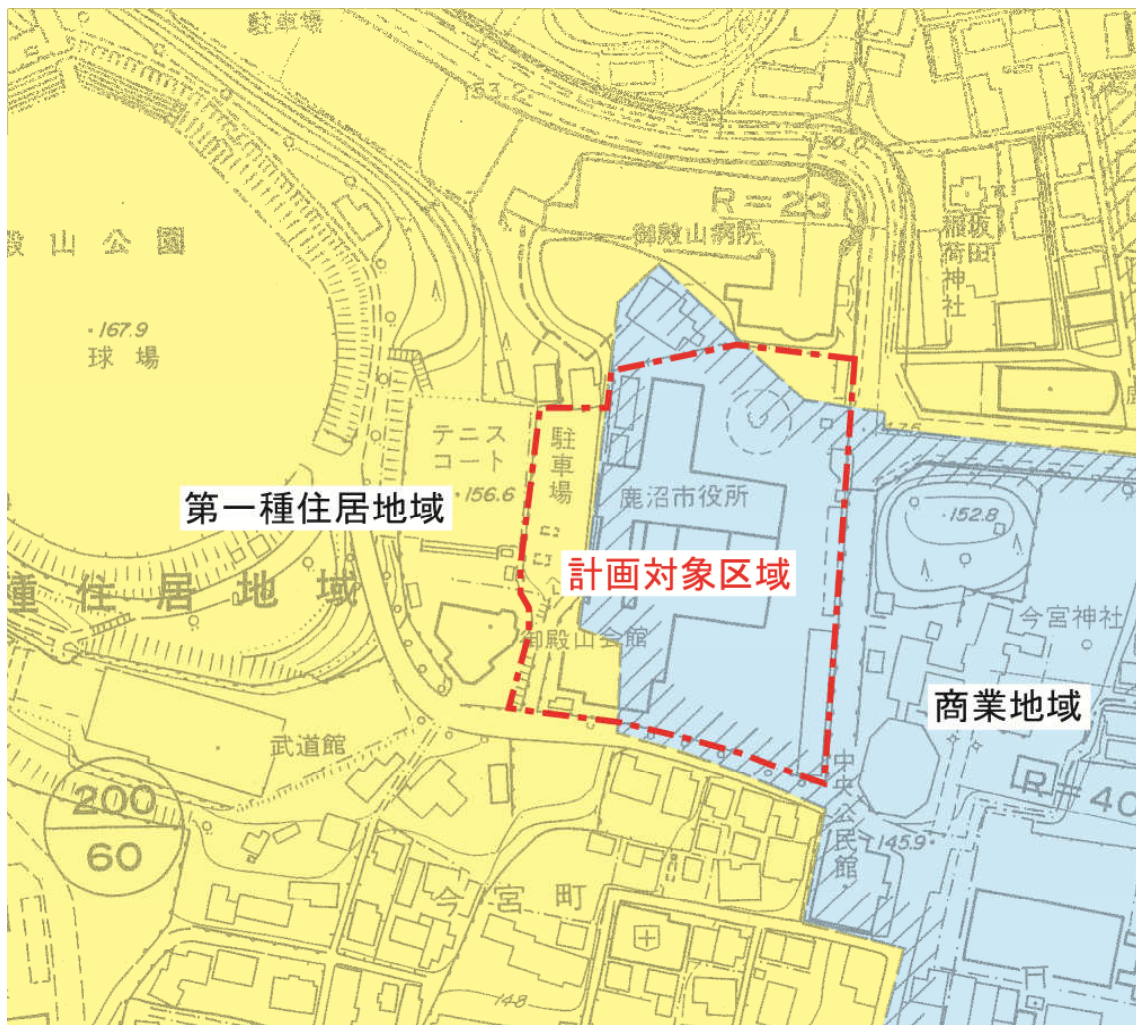 駐車場
153.2
150
R=23
御殿山病院
稲荷神社
坂田
殿山公園
167.9
球場
テニス
コート
156.6
駐車場
鹿沼市役所
152.8
第一種住居地域
計画対象区域
種住居地域
御殿山会館
今宮神社
商業地域
武道館
中央公民館
R=40
200
60
145.9
今宮町
148